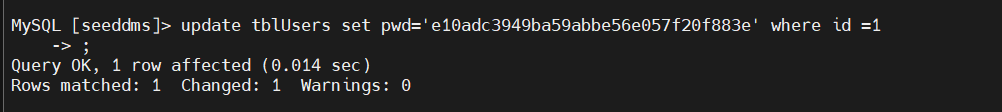 MySQL [seeddms]> update tblUsers set pwd='e10adc3949ba59abbe56e057f20f883e' where id =1
    -> ;
Query OK, 1 row affected (0.014 sec)
Rows matched: 1  Changed: 1  Warnings: 0